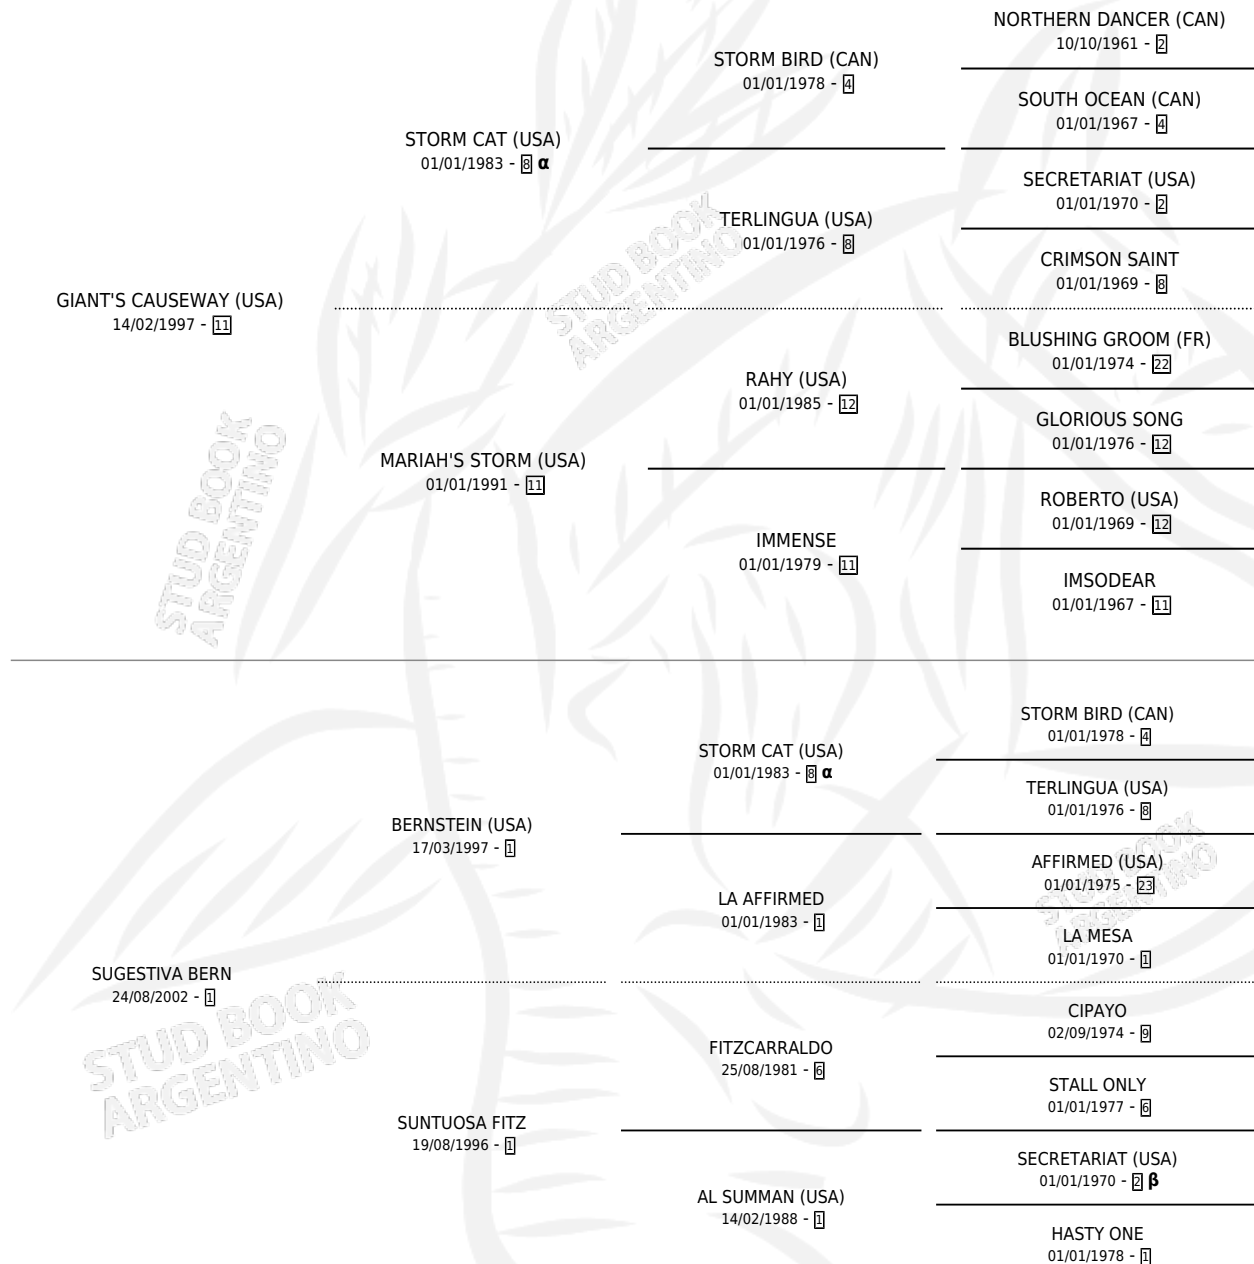 NORTHERN DANCER (CAN)
10/10/1961 - 2
STORM BIRD (CAN)
01/01/1978 - 4
SOUTH OCEAN (CAN)
01/01/1967 - 4
STORM CAT (USA)
01/01/1983 - 8 α
SECRETARIAT (USA)
01/01/1970 - 2
TERLINGUA (USA)
01/01/1976 - 8
CRIMSON SAINT
01/01/1969 - 8
GIANT'S CAUSEWAY (USA)
14/02/1997 - 11
BLUSHING GROOM (FR)
01/01/1974 - 22
RAHY (USA)
01/01/1985 - 12
GLORIOUS SONG
01/01/1976 - 12
MARIAH'S STORM (USA)
01/01/1991 - 11
ROBERTO (USA)
01/01/1969 - 12
IMMENSE
01/01/1979 - 11
IMSODEAR
01/01/1967 - 11
STORM BIRD (CAN)
01/01/1978 - 4
STORM CAT (USA)
01/01/1983 - 8 α
TERLINGUA (USA)
01/01/1976 - 8
BERNSTEIN (USA)
17/03/1997 - 1
AFFIRMED (USA)
01/01/1975 - 23
LA AFFIRMED
01/01/1983 - 1
LA MESA
01/01/1970 - 1
SUGESTIVA BERN
24/08/2002 - 1
CIPAYO
02/09/1974 - 9
FITZCARRALDO
25/08/1981 - 6
STALL ONLY
01/01/1977 - 6
SUNTUOSA FITZ
19/08/1996 - 1
SECRETARIAT (USA)
01/01/1970 - 2 β
AL SUMMAN (USA)
14/02/1988 - 1
HASTY ONE
01/01/1978 - 1
STUD BOOK
ARGENTINO
STUD BOOK
ARGENTINO
STUD BOOK
ARGENTINO
STUD BOOK
ARGENTINO